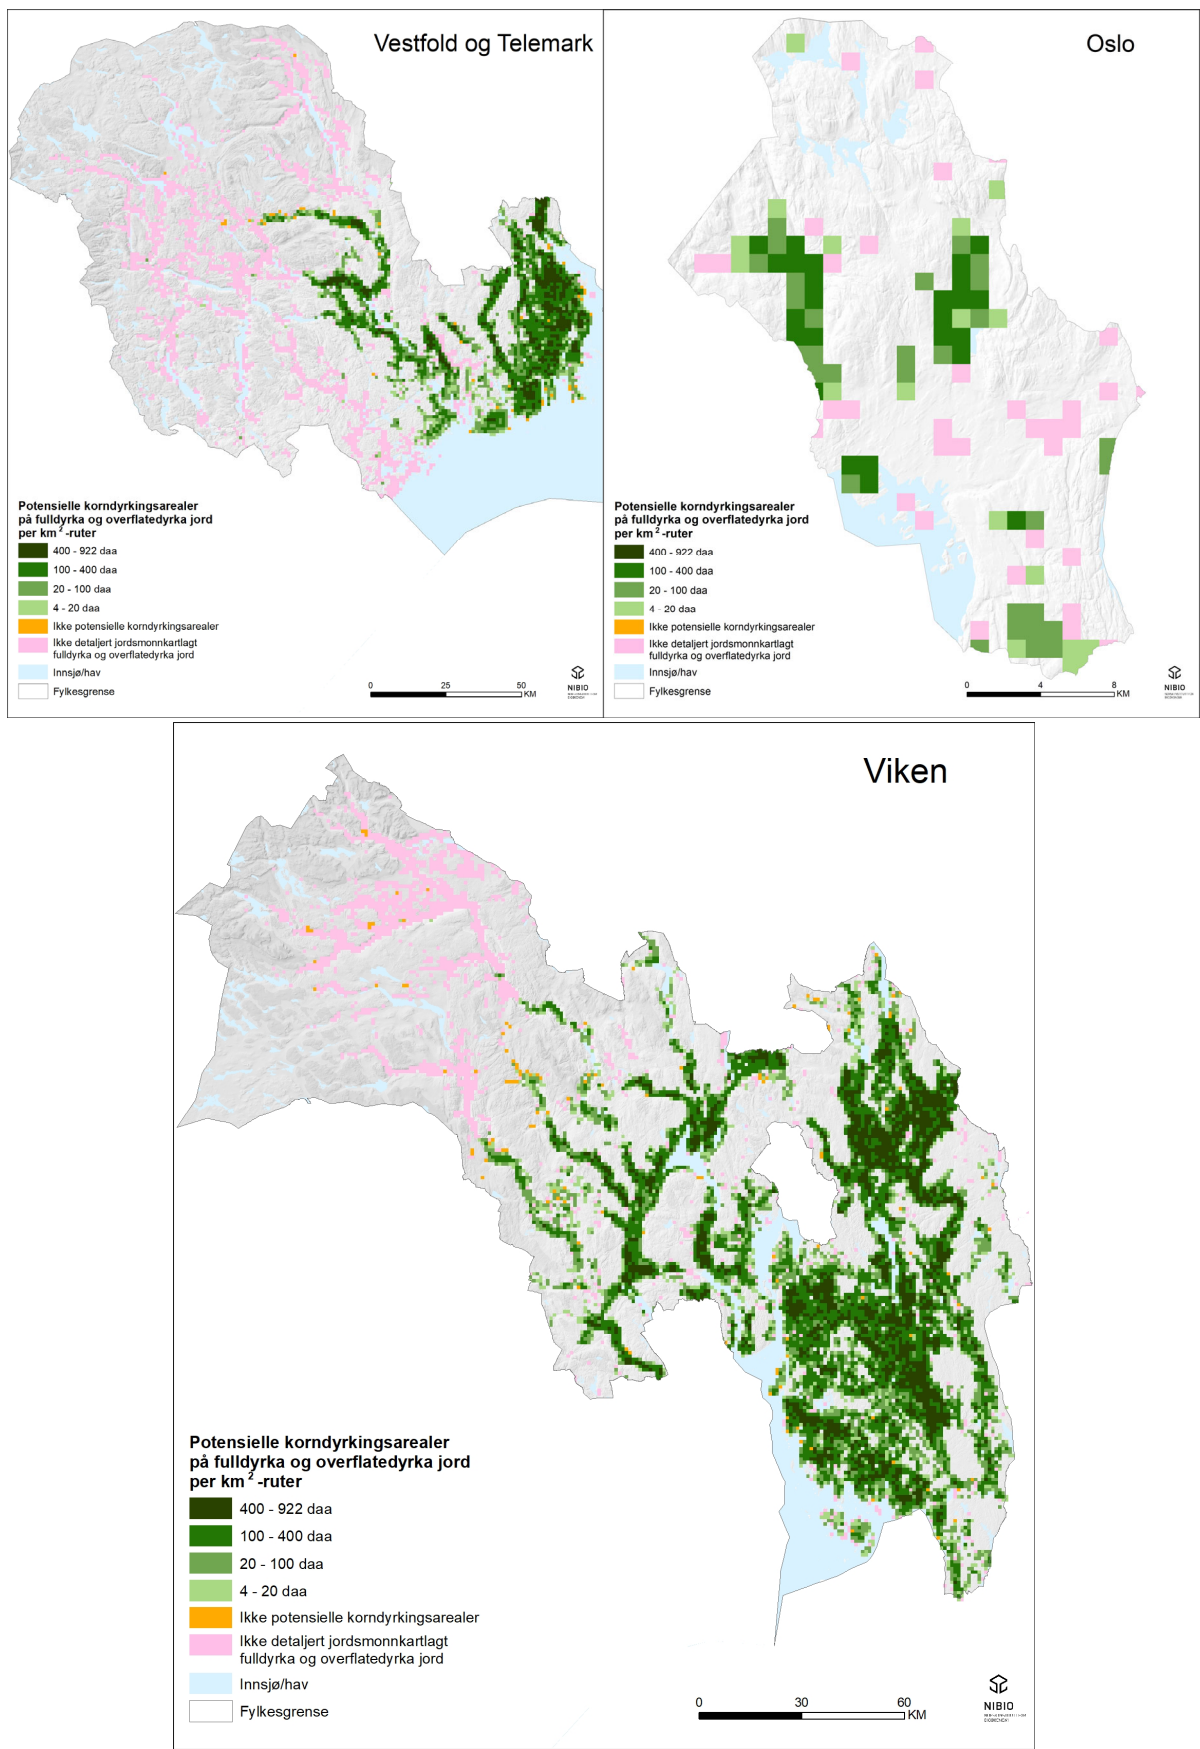 Vestfold og Telemark
Potensielle korndyrkingsarealer
på fulldyrka og overflatedyrka jord
per km² -ruter
400 - 922 daa
100 - 400 daa
20 - 100 daa
4 - 20 daa
Ikke potensielle korndyrkingsarealer
Ikke detaljert jordsmonnkartlagt
fulldyrka og overflatedyrka jord
Innsjø/hav
Fylkesgrense
0 25 50
KM
NIBIO
Oslo
Potensielle korndyrkingsarealer
på fulldyrka og overflatedyrka jord
per km² -ruter
400 - 922 daa
100 - 400 daa
20 - 100 daa
4 - 20 daa
Ikke potensielle korndyrkingsarealer
Ikke detaljert jordsmonnkartlagt
fulldyrka og overflatedyrka jord
Innsjø/hav
Fylkesgrense
0 4 8
KM
NIBIO
Viken
Potensielle korndyrkingsarealer
på fulldyrka og overflatedyrka jord
per km² -ruter
400 - 922 daa
100 - 400 daa
20 - 100 daa
4 - 20 daa
Ikke potensielle korndyrkingsarealer
Ikke detaljert jordsmonnkartlagt
fulldyrka og overflatedyrka jord
Innsjø/hav
Fylkesgrense
0 30 60
KM
NIBIO